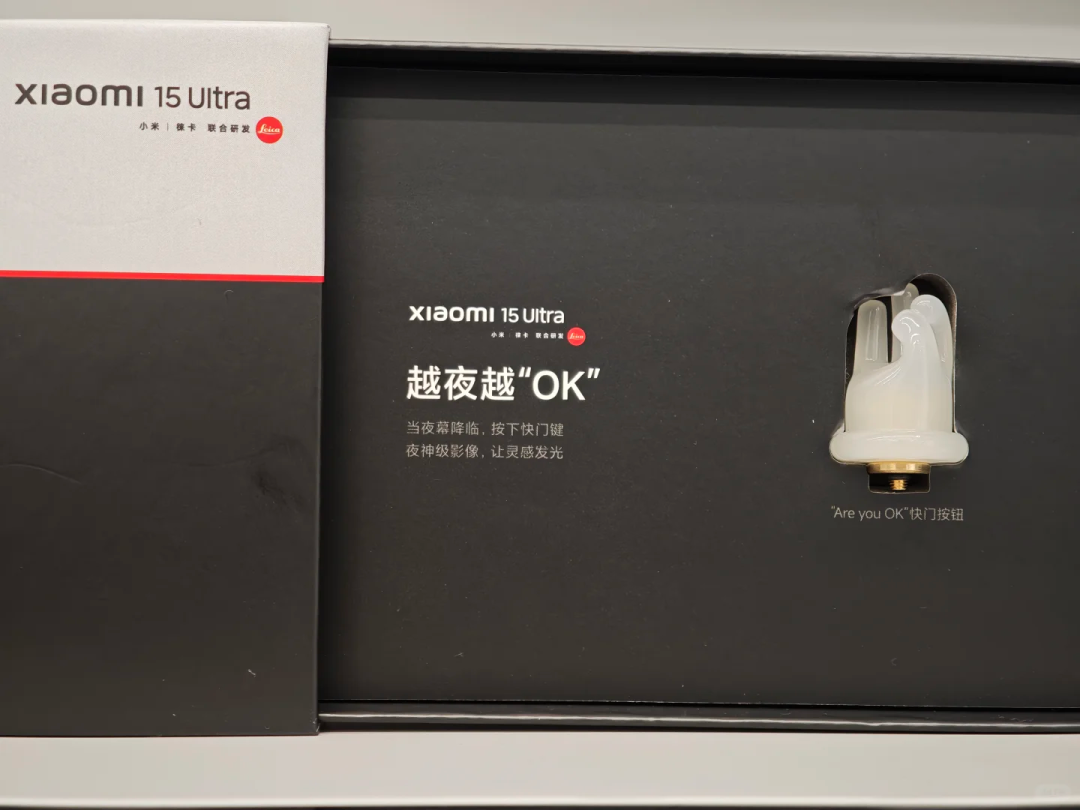 xiaomi 15 Ultra
小米 | 徕卡 联合研发 Leica
xiaomi 15 Ultra
小米 | 徕卡 联合研发 Leica
越夜越“OK”
当夜幕降临，按下快门键
夜神级影像，让灵感发光
“Are you OK”快门按钮